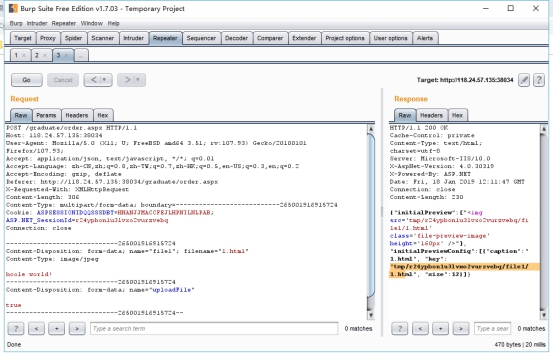 Burp Suite Free Edition v1.7.03 - Temporary Project
Burp Intruder Repeater Window Help
Target Proxy Spider Scanner Intruder Repeater Sequencer Decoder Comparer Extender Project options User options Alerts
1 × 2 × 3 × ...
Go Cancel < | ▾ > | ▾ Target: http://118.24.57.135:38034 ?
Request
Raw Params Headers Hex
POST /graduate/order.aspx HTTP/1.1
Host: 118.24.57.135:38034
User-Agent: Mozilla/5.0 (X11; U; FreeBSD amd64 3.51; rv:107.93) Gecko/20100101
Firefox/107.93;
Accept: application/json, text/javascript, */*; q=0.01
Accept-Language: zh-CN,zh;q=0.8,zh-TW;q=0.7,zh-HK;q=0.5,en-US;q=0.3,en;q=0.2
Accept-Encoding: gzip, deflate
Referer: http://118.24.57.135:38034/graduate/order.aspx
X-Requested-With: XMLHttpRequest
Content-Length: 306
Content-Type: multipart/form-data; boundary=---------------------------265001916915724
Cookie: ASPSESSIONIDQQSSDBT=HNANJJMACCFEJLHPHILNLPAB;
ASP.NET_SessionId=r24ypbon1u3lvwo2vurzvebq
Connection: close
-----------------------------265001916915724
Content-Disposition: form-data; name="file1"; filename="1.html"
Content-Type: image/jpeg
hoole world!
-----------------------------265001916915724
Content-Disposition: form-data; name="uploadFile"
true
-----------------------------265001916915724--
? < + > Type a search term 0 matches
Response
Raw Headers Hex
HTTP/1.1 200 OK
Cache-Control: private
Content-Type: text/html;
charset=utf-8
Server: Microsoft-IIS/10.0
X-AspNet-Version: 4.0.30319
X-Powered-By: ASP.NET
Date: Fri, 18 Jan 2019 12:11:47 GMT
Connection: close
Content-Length: 230
{"initialPreview":["<img
src='tmp/r24ypbon1u3lvwo2vurzvebq/fi
le1/1.html'
class='file-preview-image'
height='160px' />"],
"initialPreviewConfig":[{"caption":"
1.html", "key":
"tmp/r24ypbon1u3lvwo2vurzvebq/file1/
1.html", "size":12}]}
? < + > Type a sear 0 matches
Done 470 bytes | 20 millis